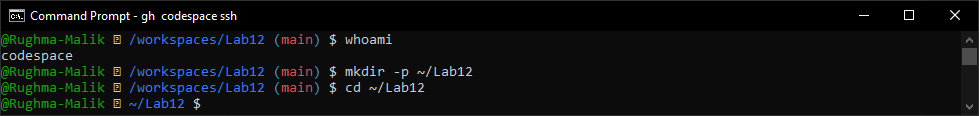 Command Prompt - gh codespace ssh
@Rughma-Malik /workspaces/Lab12 (main) $ whoami
codespace
@Rughma-Malik /workspaces/Lab12 (main) $ mkdir -p ~/Lab12
@Rughma-Malik /workspaces/Lab12 (main) $ cd ~/Lab12
@Rughma-Malik ~/Lab12 $